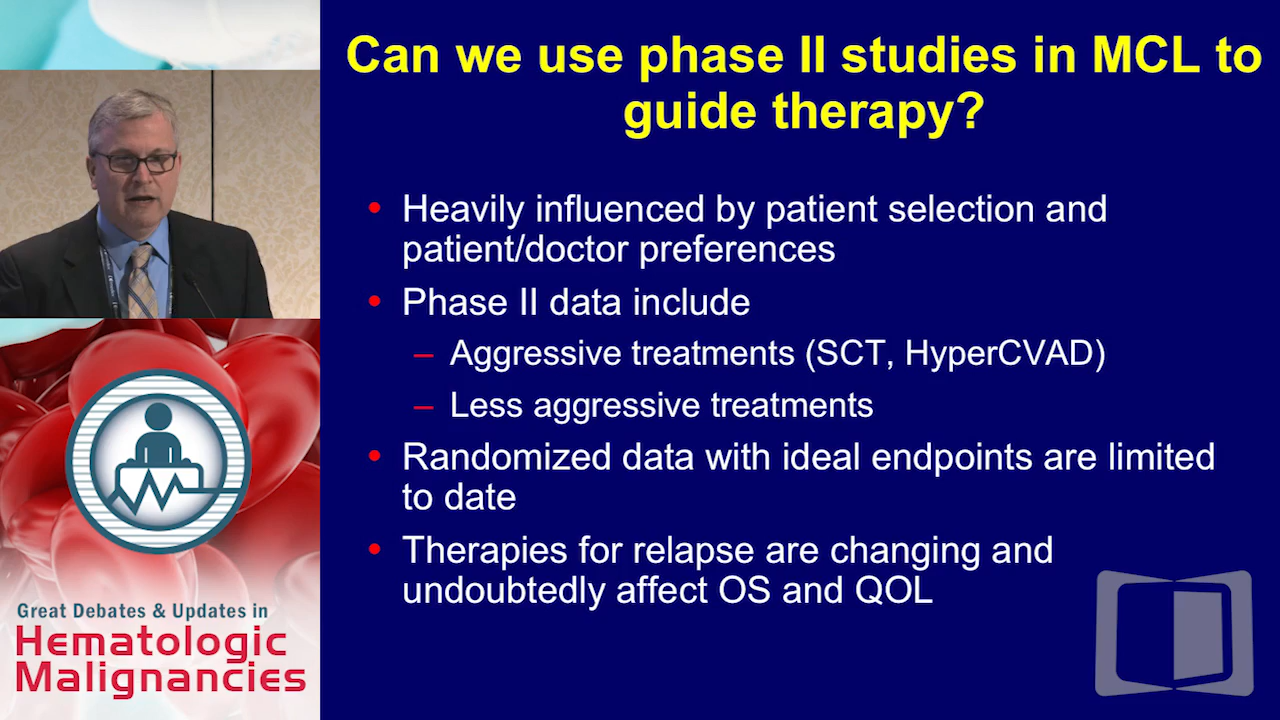 Can we use phase II studies in MCL to
guide therapy?
• Heavily influenced by patient selection and
patient/doctor preferences
• Phase II data include
– Aggressive treatments (SCT, HyperCVAD)
– Less aggressive treatments
• Randomized data with ideal endpoints are limited
to date
• Therapies for relapse are changing and
undoubtedly affect OS and QOL
Great Debates & Updates in
Hematologic
Malignancies